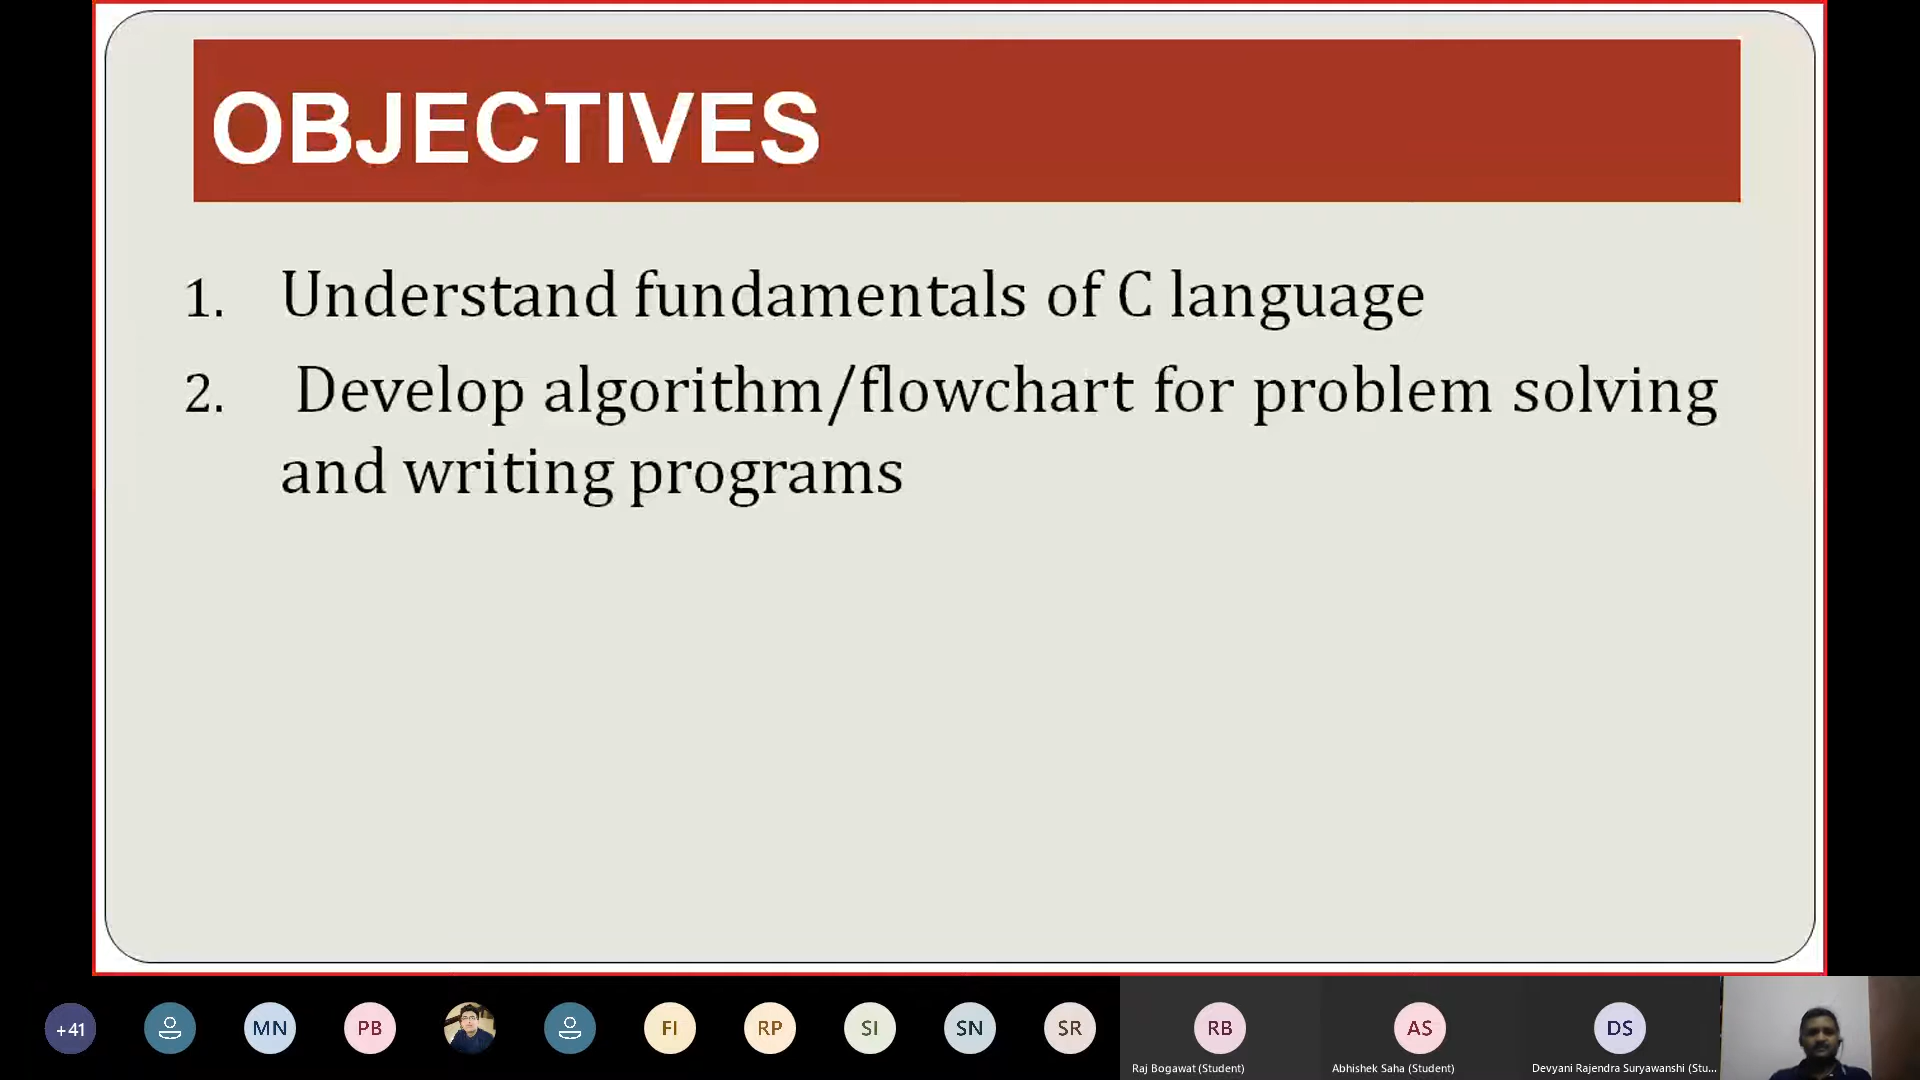 OBJECTIVES
1. Understand fundamentals of C language
2. Develop algorithm/flowchart for problem solving
and writing programs
+41
MN
PB
FI
RP
SI
SN
SR
RB
AS
DS
Raj Bogawat (Student)
Abhishek Saha (Student)
Devyani Rajendra Suryawanshi (Stu...